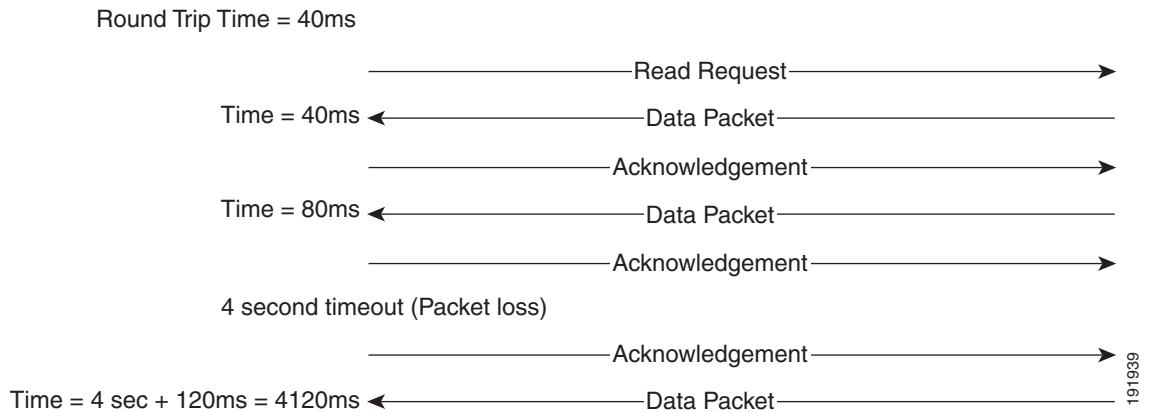 Round Trip Time = 40ms
Read Request
Time = 40ms
Data Packet
Acknowledgement
Time = 80ms
Data Packet
Acknowledgement
4 second timeout (Packet loss)
Acknowledgement
Time = 4 sec + 120ms = 4120ms
Data Packet
191939